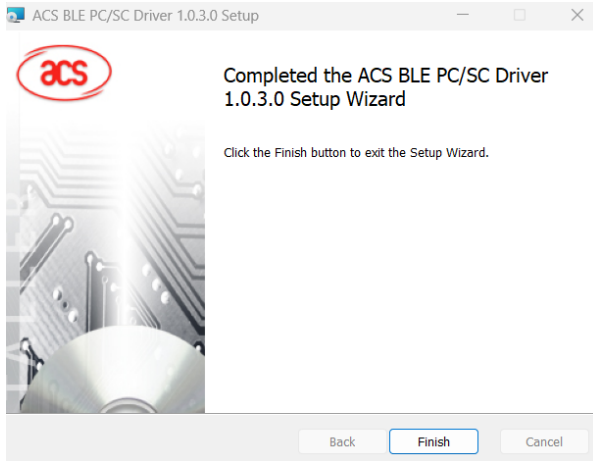 ACS BLE PC/SC Driver 1.0.3.0 Setup
acs
Completed the ACS BLE PC/SC Driver
1.0.3.0 Setup Wizard
Click the Finish button to exit the Setup Wizard.
Back Finish Cancel